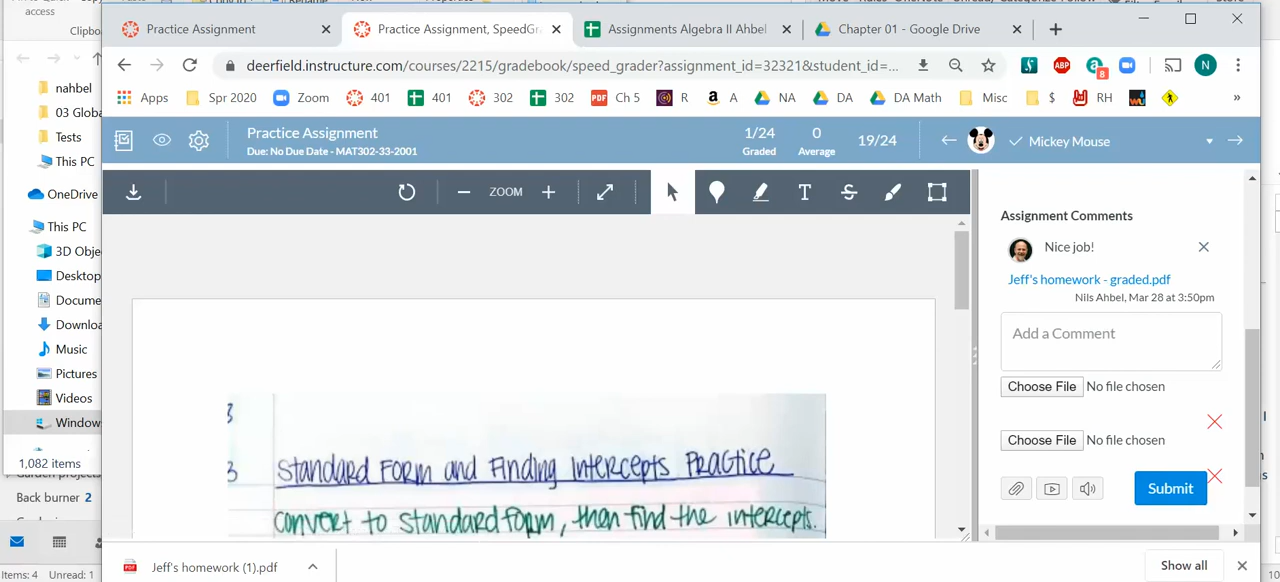 access
Clipbo
nahbel
03 Globa
Tests
This PC
OneDrive
This PC
3D Obje
Desktop
Docume
Downloa
Music
Pictures
Videos
Window
1,082 items
Back burner 2
Items: 4 Unread: 1
Practice Assignment
Practice Assignment, SpeedGr
Assignments Algebra II Ahbel
Chapter 01 - Google Drive
deerfield.instructure.com/courses/2215/gradebook/speed_grader?assignment_id=32321&student_id=...
ABP
8
N
Apps
Spr 2020
Zoom
401
401
302
302
PDF Ch 5
R
a A
NA
DA
DA Math
Misc
$
RH
wu
»
Practice Assignment
Due: No Due Date - MAT302-33-2001
1/24
Graded
0
Average
19/24
Mickey Mouse
ZOOM
T
S
3
3 Standard Form and Finding Intercepts Practice
convert to standard form, then find the intercepts.
Assignment Comments
Nice job!
Jeff's homework - graded.pdf
Nils Ahbel, Mar 28 at 3:50pm
Add a Comment
Choose File No file chosen
Choose File No file chosen
Submit
Jeff's homework (1).pdf
Show all